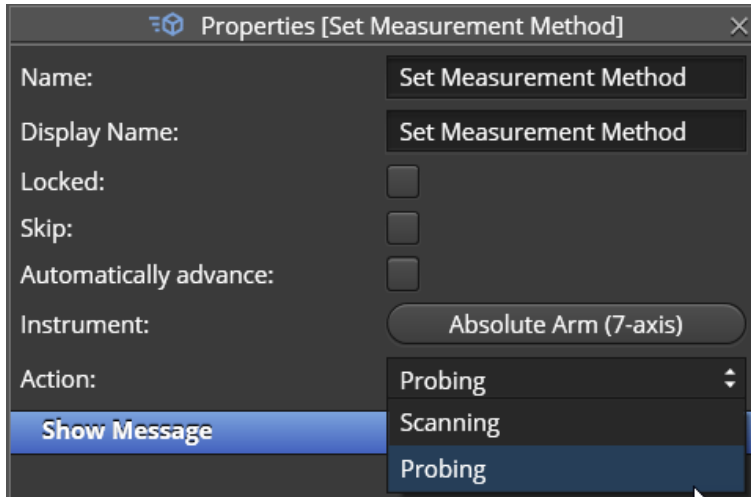 Properties [Set Measurement Method]
Name: Set Measurement Method
Display Name: Set Measurement Method
Locked:
Skip:
Automatically advance:
Instrument: Absolute Arm (7-axis)
Action: Probing
Show Message
Scanning
Probing